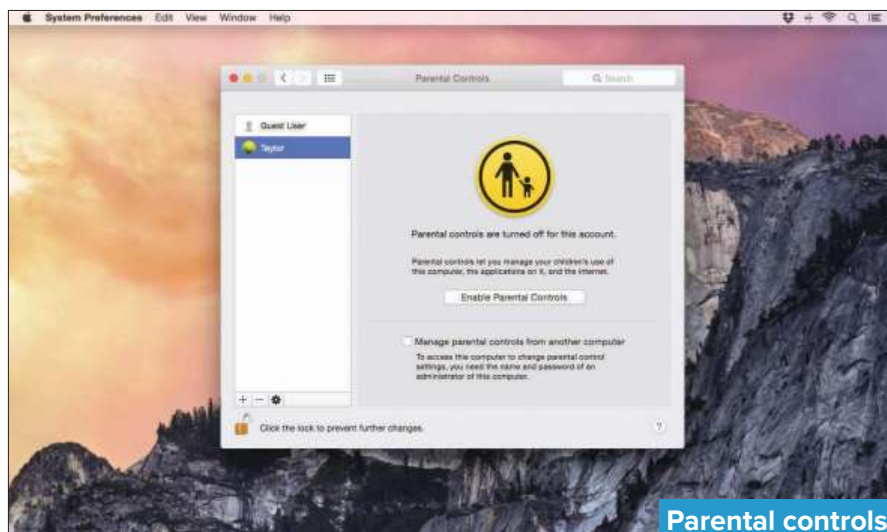 System Preferences Edit View Window Help
Parental Controls
Search
Guest User
Taylor
Parental controls are turned off for this account.
Parental controls let you manage your children's use of
this computer, the applications on it, and the internet.
Enable Parental Controls
Manage parental controls from another computer
To access this computer to change parental control
settings, you need the name and password of an
administrator of this computer.
Click the lock to prevent further changes.
?
Parental controls